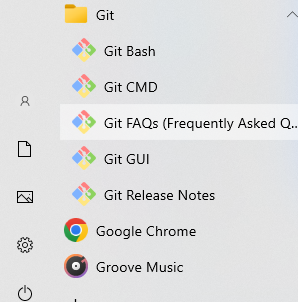 Git
Git Bash
Git CMD
Git FAQs (Frequently Asked Q...
Git GUI
Git Release Notes
Google Chrome
Groove Music